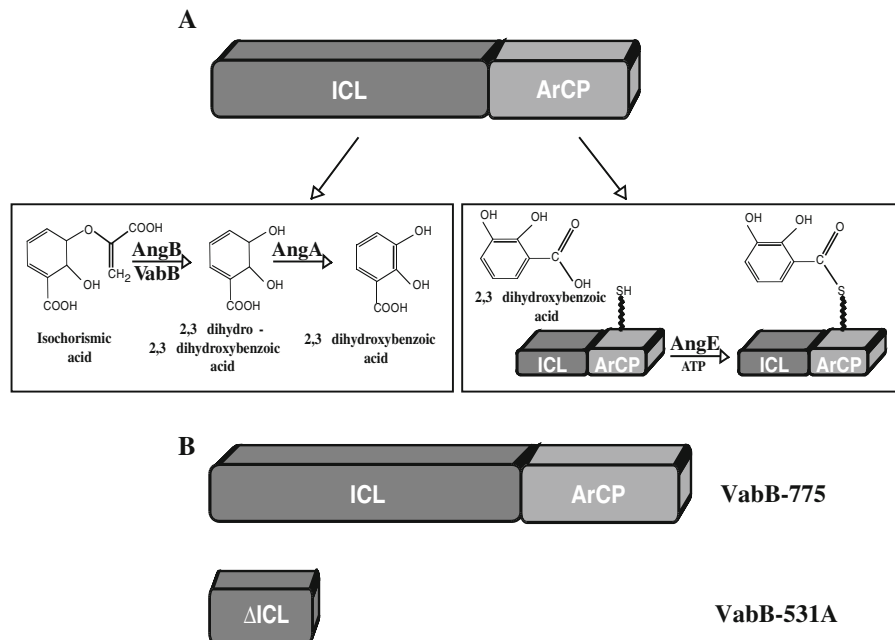 A
ICL ArCP
COOH
O
CH2
OH
COOH
Isochorismic
acid
AngB
VabB
OH
OH
COOH
2,3 dihydro -
2,3 dihydroxybenzoic
acid
AngA
OH
OH
COOH
2,3 dihydroxybenzoic
acid
OH
OH
O
C
OH
2,3 dihydroxybenzoic
acid
SH
ICL ArCP
AngE
ATP
OH
OH
O
C
S
ICL ArCP
B
ICL ArCP VabB-775
ΔICL VabB-531A